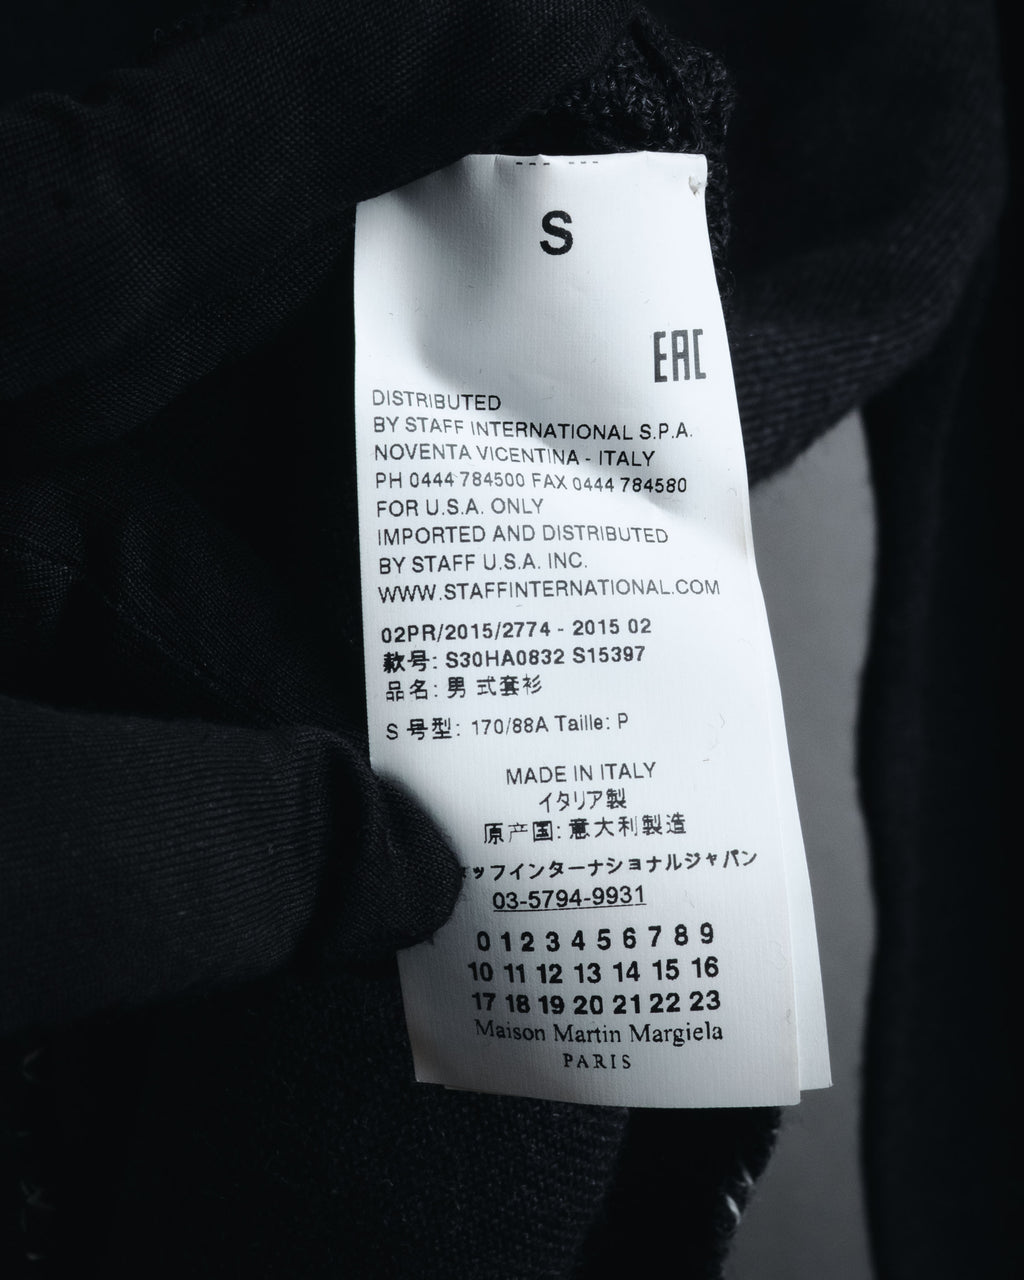 S
EAC
DISTRIBUTED
BY STAFF INTERNATIONAL S.P.A.
NOVENTA VICENTINA - ITALY
PH 0444 784500 FAX 0444 784580
FOR U.S.A. ONLY
IMPORTED AND DISTRIBUTED
BY STAFF U.S.A. INC.
WWW.STAFFINTERNATIONAL.COM
02PR/2015/2774 - 2015 02
款号: S30HA0832 S15397
品名: 男 式套衫
S 号型: 170/88A Taille: P
MADE IN ITALY
イタリア製
原产国: 意大利製造
ッフインターナショナルジャパン
03-5794-9931
0 1 2 3 4 5 6 7 8 9
10 11 12 13 14 15 16
17 18 19 20 21 22 23
Maison Martin Margiela
PARIS